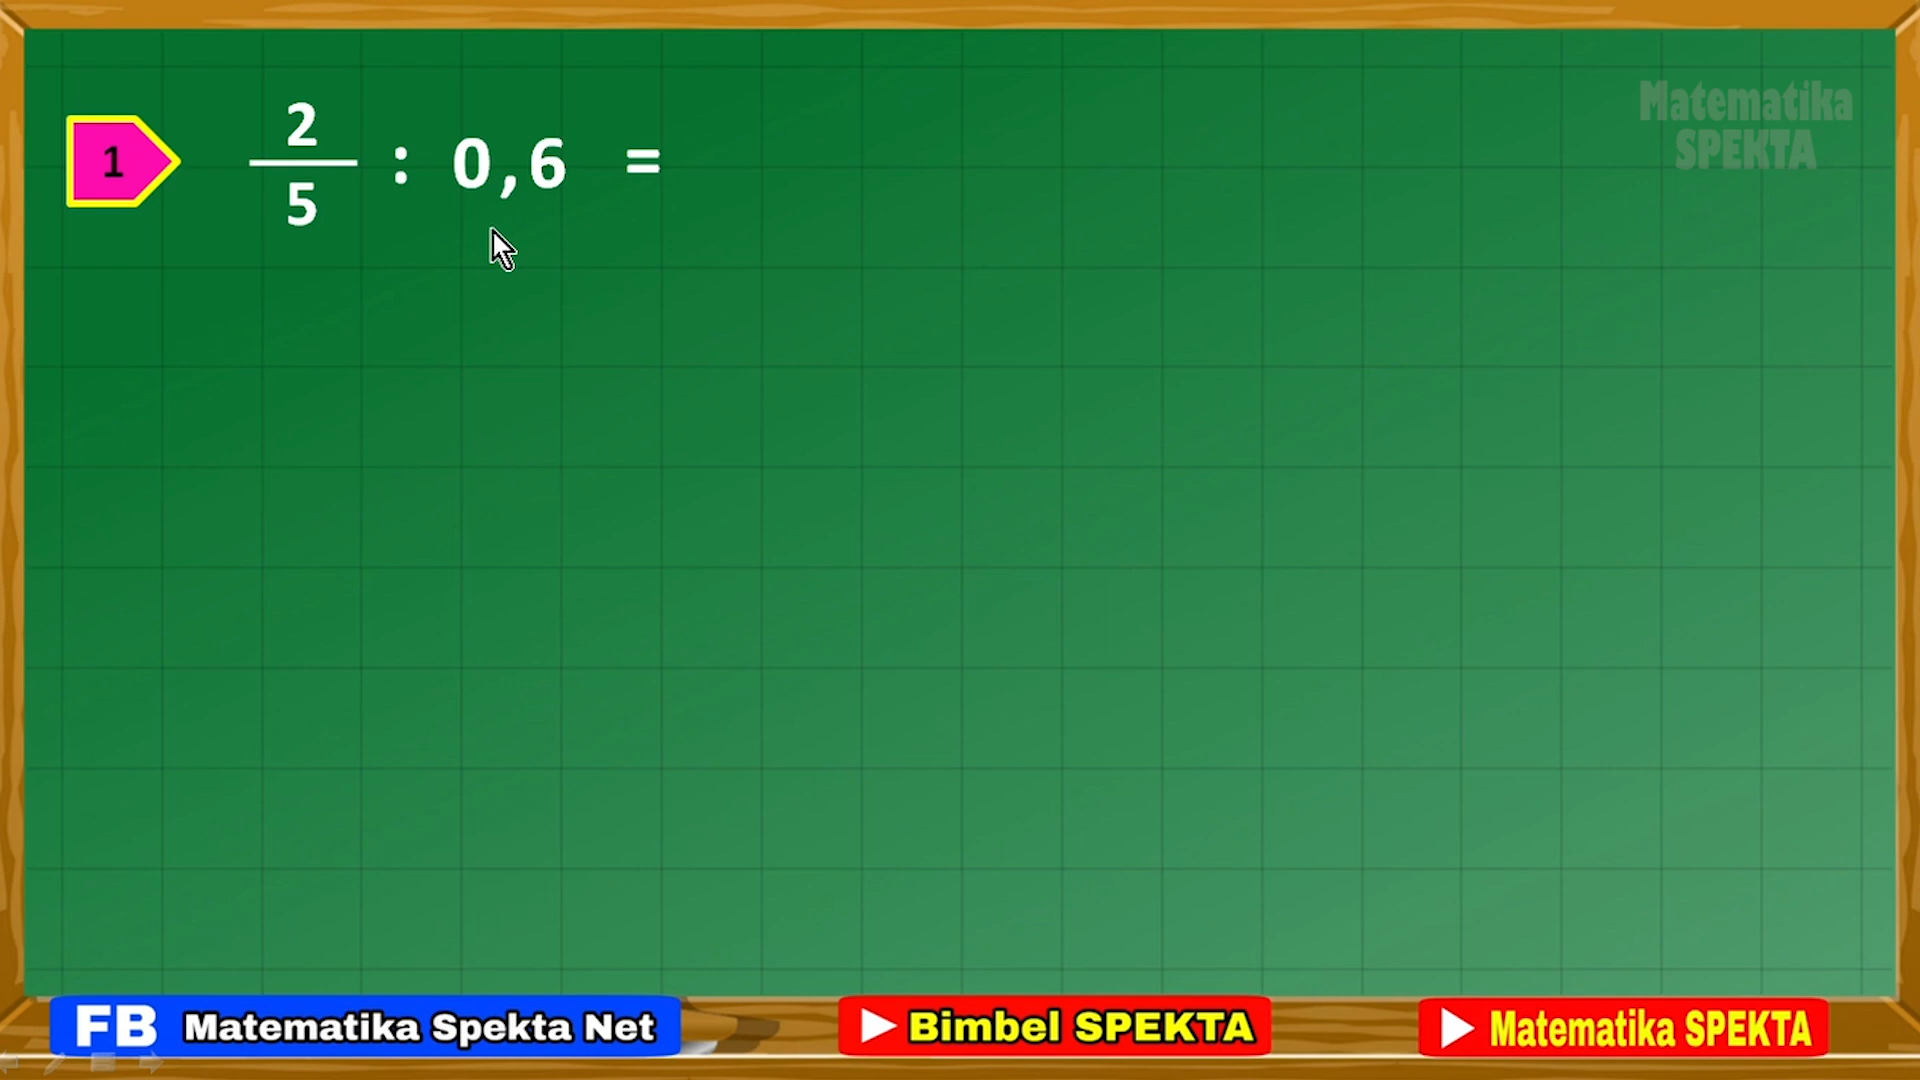 1
2
5
: 0,6 =
Matematika
SPEKTA
FB Matematika Spekta Net
Bimbel SPEKTA
Matematika SPEKTA